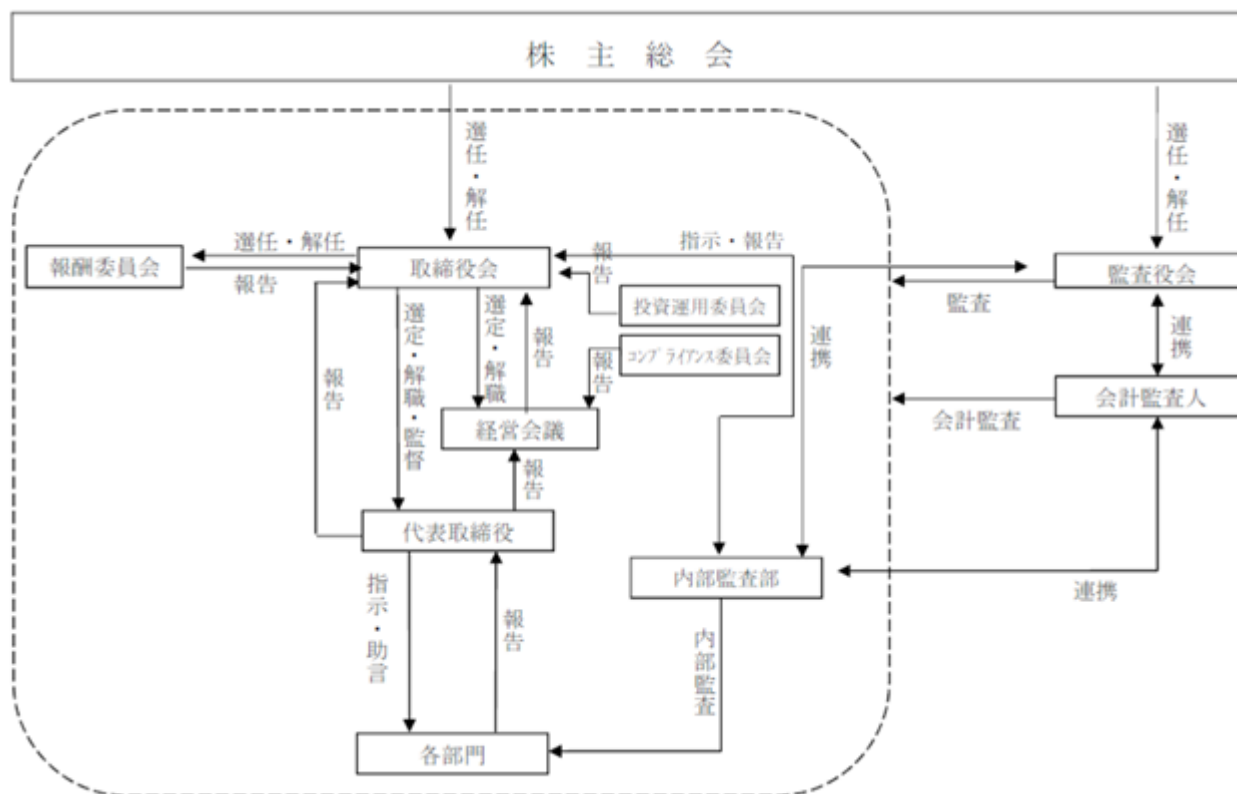 株主総会
選任・解任
選任・解任
選任・解任
報酬委員会
報告
取締役会
指示・報告
報告
投資運用委員会
コンプライアンス委員会
報告
監査役会
監査
連携
連携
会計監査人
会計監査
報告
選定・解職・監督
選定・解職
報告
経営会議
報告
代表取締役
内部監査部
連携
指示・助言
報告
内部監査
各部門